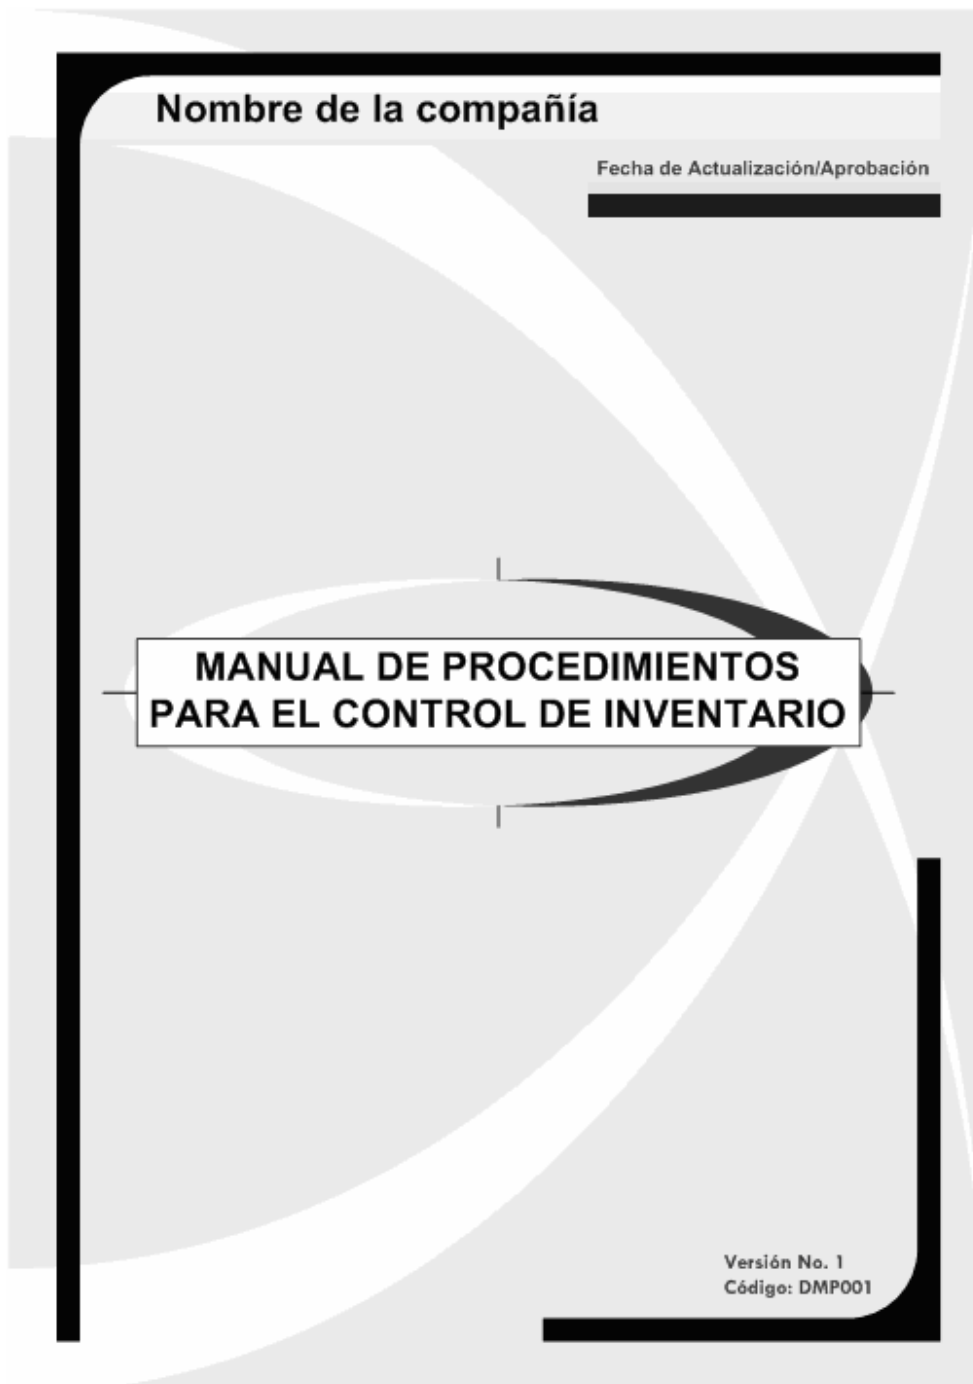 Nombre de la compañía
Fecha de Actualización/Aprobación
MANUAL DE PROCEDIMIENTOS
PARA EL CONTROL DE INVENTARIO
Versión No. 1
Código: DMP001